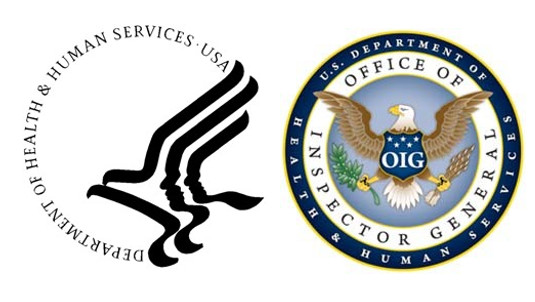 DEPARTMENT OF HEALTH & HUMAN SERVICES · USA
U.S. DEPARTMENT OF
HEALTH & HUMAN SERVICES
OFFICE OF
INSPECTOR GENERAL
OIG